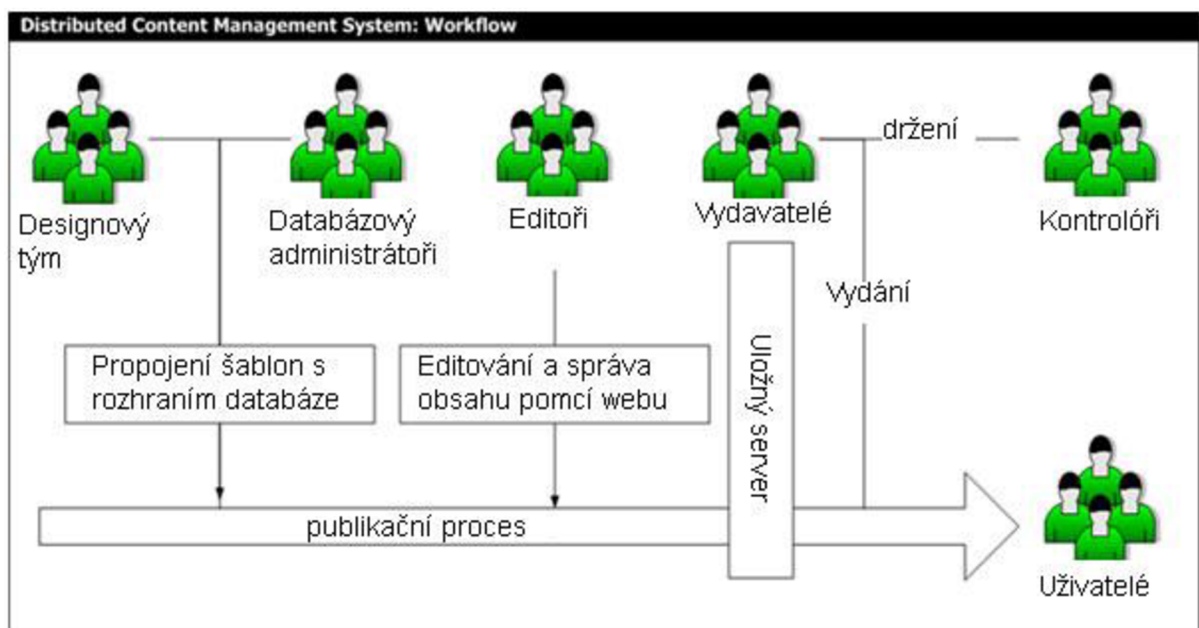 Distributed Content Management System: Workflow
Designový
tým
Databázový
administrátoři
Editoři
Vydavatelé
držení
Kontrolóři
Vydání
Propojení šablon s
rozhraním databáze
Editování a správa
obsahu pomcí webu
Uložný server
publikační proces
Uživatelé